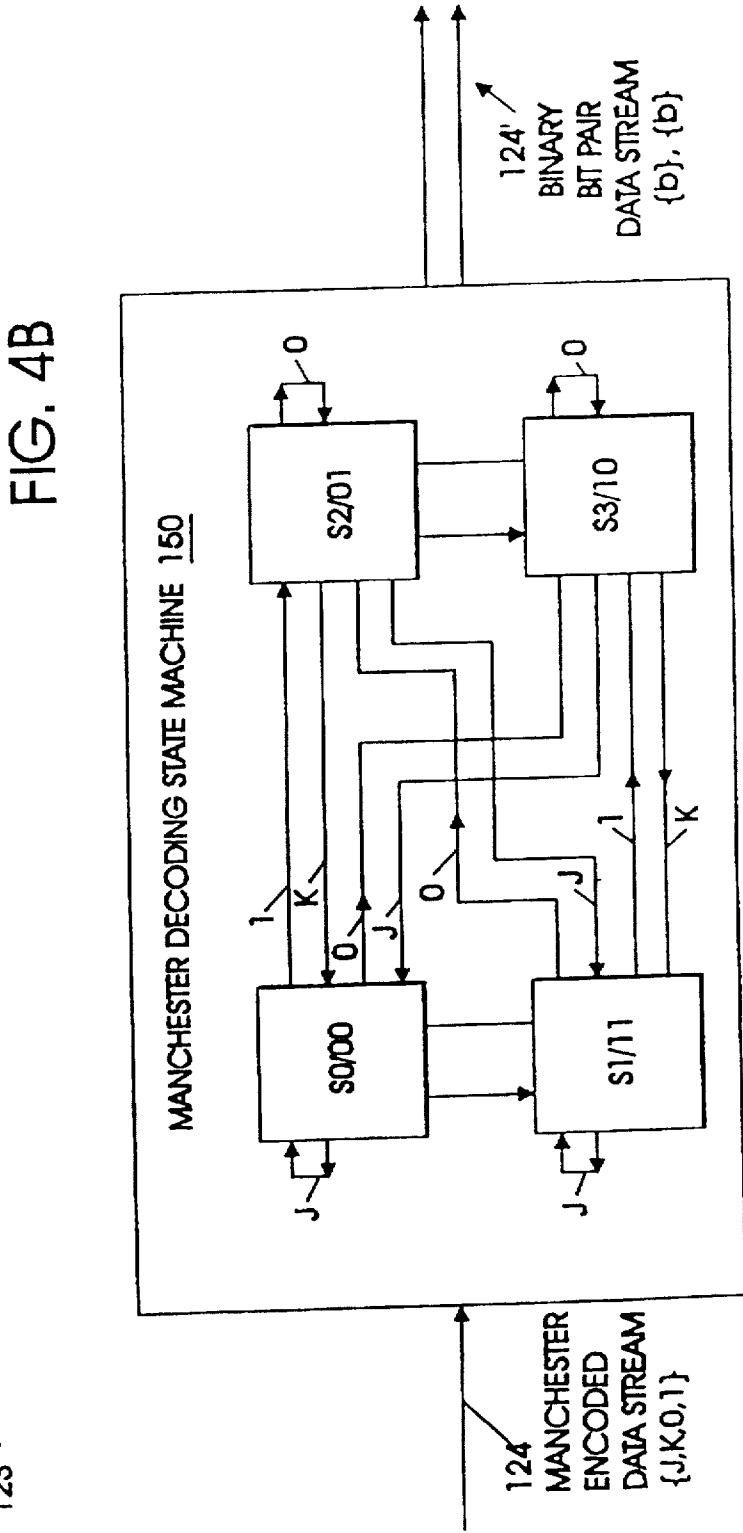 FIG. 4B
MANCHESTER DECODING STATE MACHINE 150
S0/00
S2/01
S1/11
S3/10
J
J
0
0
1
K
0
J
0
J
1
K
124
MANCHESTER
ENCODED
DATA STREAM
{J,K,0,1}
124'
BINARY
BIT PAIR
DATA STREAM
{b}, {b}